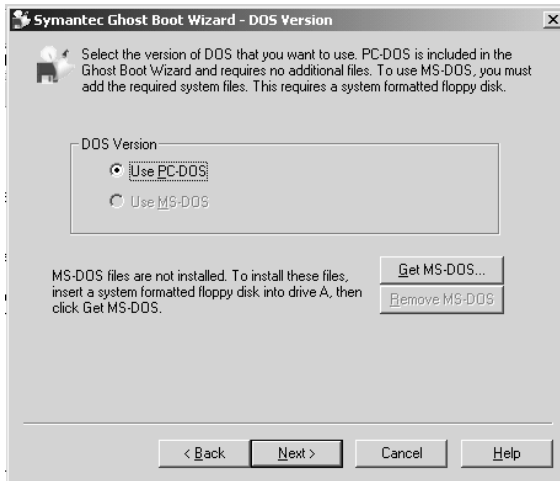 Symantec Ghost Boot Wizard - DOS Version
Select the version of DOS that you want to use. PC-DOS is included in the
Ghost Boot Wizard and requires no additional files. To use MS-DOS, you must
add the required system files. This requires a system formatted floppy disk.
DOS Version
Use PC-DOS
Use MS-DOS
MS-DOS files are not installed. To install these files,
insert a system formatted floppy disk into drive A, then
click Get MS-DOS.
Get MS-DOS...
Remove MS-DOS
< Back
Next >
Cancel
Help